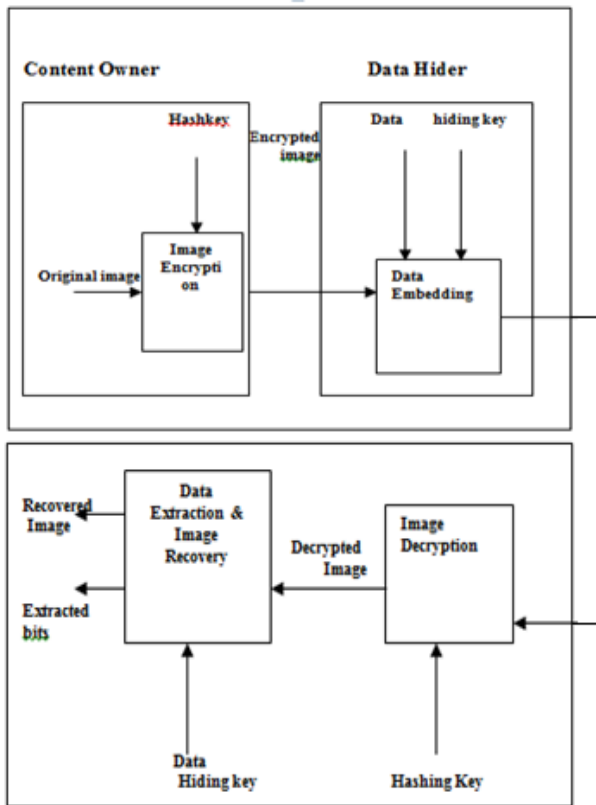 Content Owner
Data Hider
Hashkey
Encrypted
image
Data
hiding key
Image
Encrypti
on
Original image
Data
Embedding
Recovered
Image
Extracted
bits
Data
Extraction &
Image
Recovery
Decrypted
Image
Image
Decryption
Data
Hiding key
Hashing Key